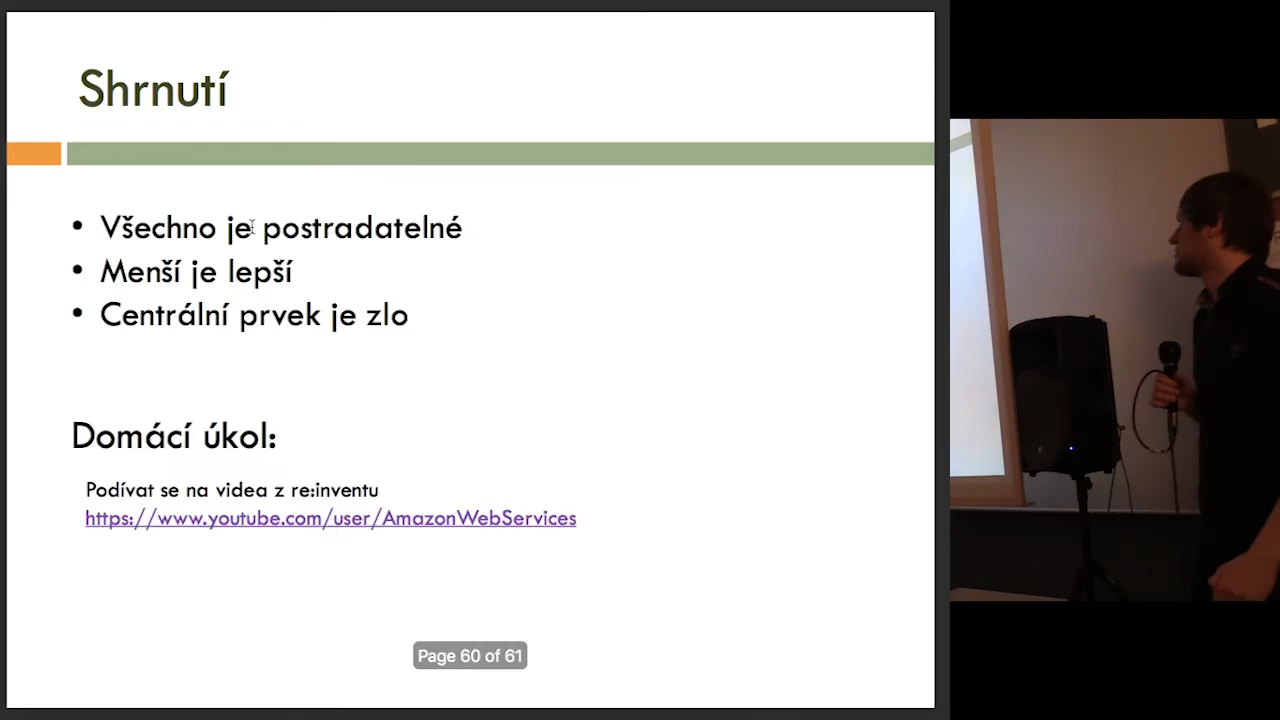 Shrnutí
• Všechno je postradatelné
• Menší je lepší
• Centrální prvek je zlo
Domácí úkol:
Podívat se na videa z re:inventu
https://www.youtube.com/user/AmazonWebServices
Page 60 of 61